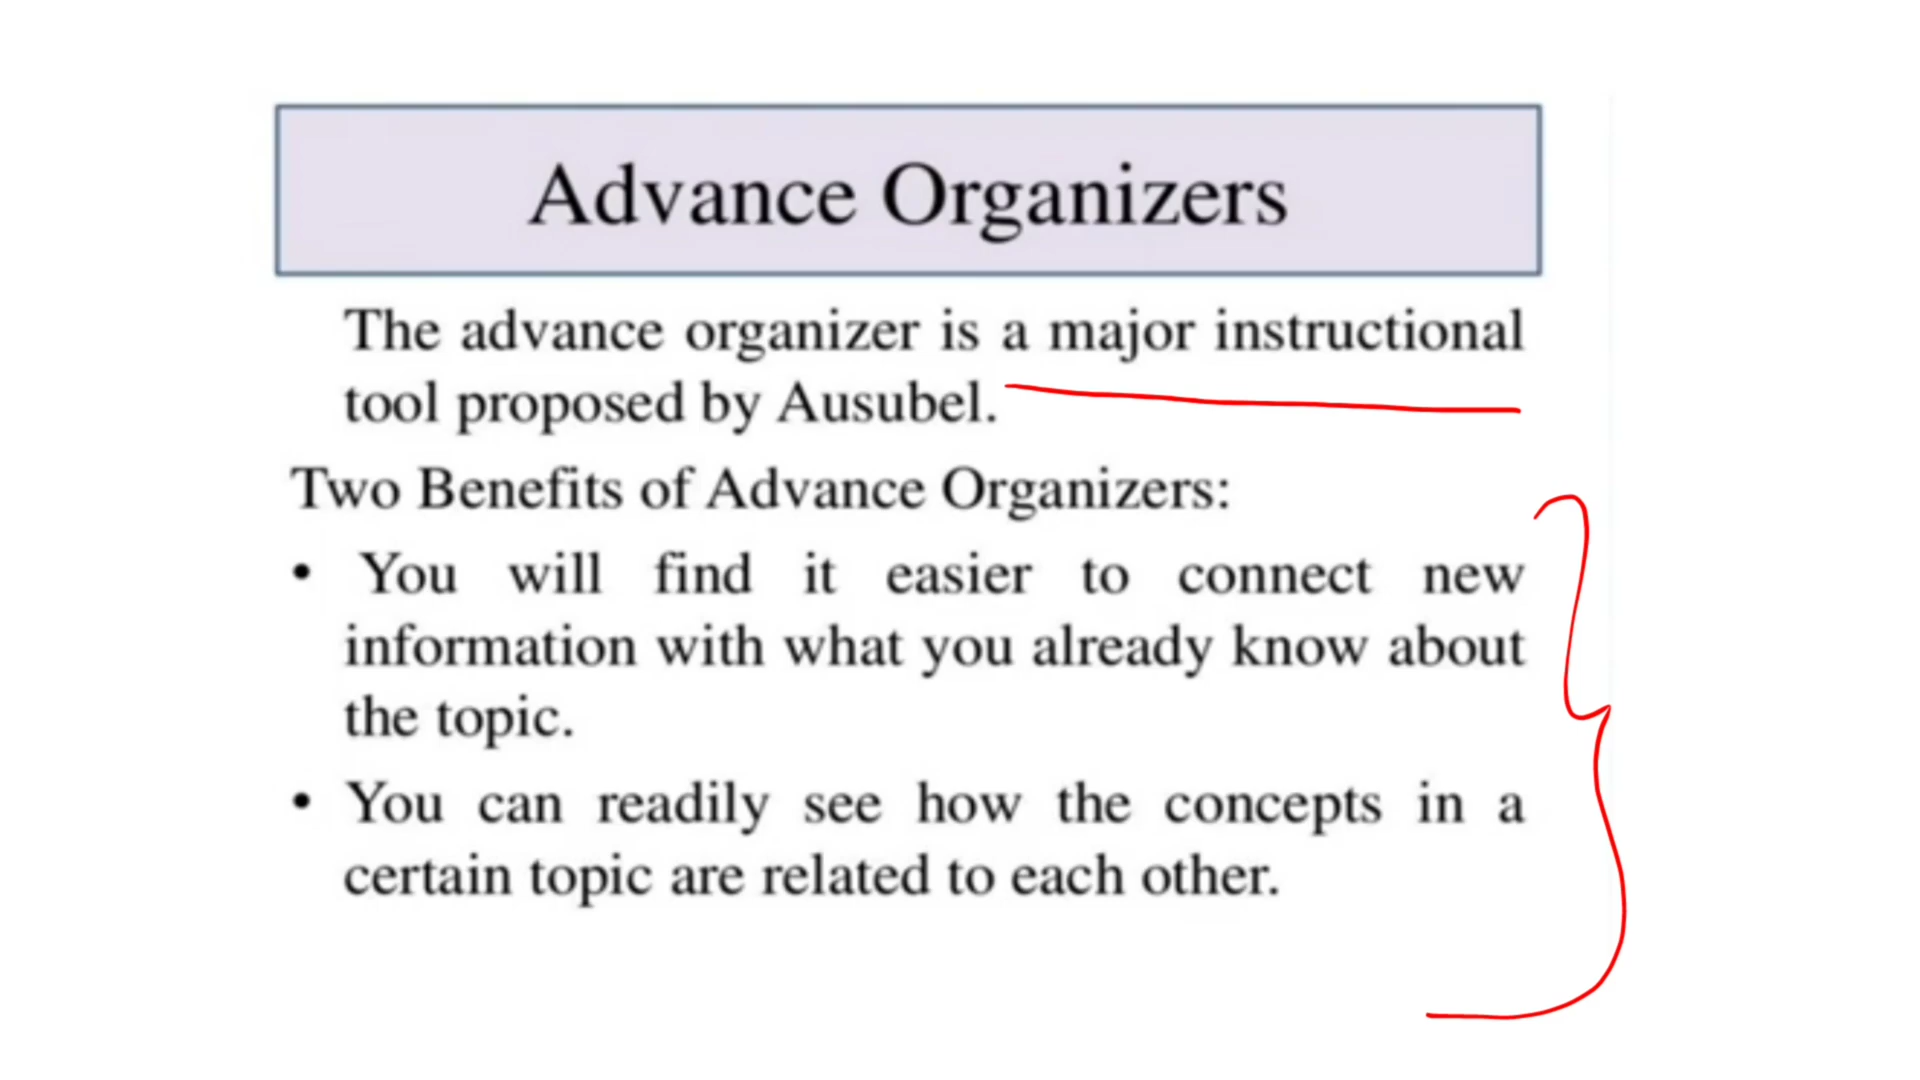 Advance Organizers
The advance organizer is a major instructional
tool proposed by Ausubel.
Two Benefits of Advance Organizers:
• You will find it easier to connect new
information with what you already know about
the topic.
• You can readily see how the concepts in a
certain topic are related to each other.